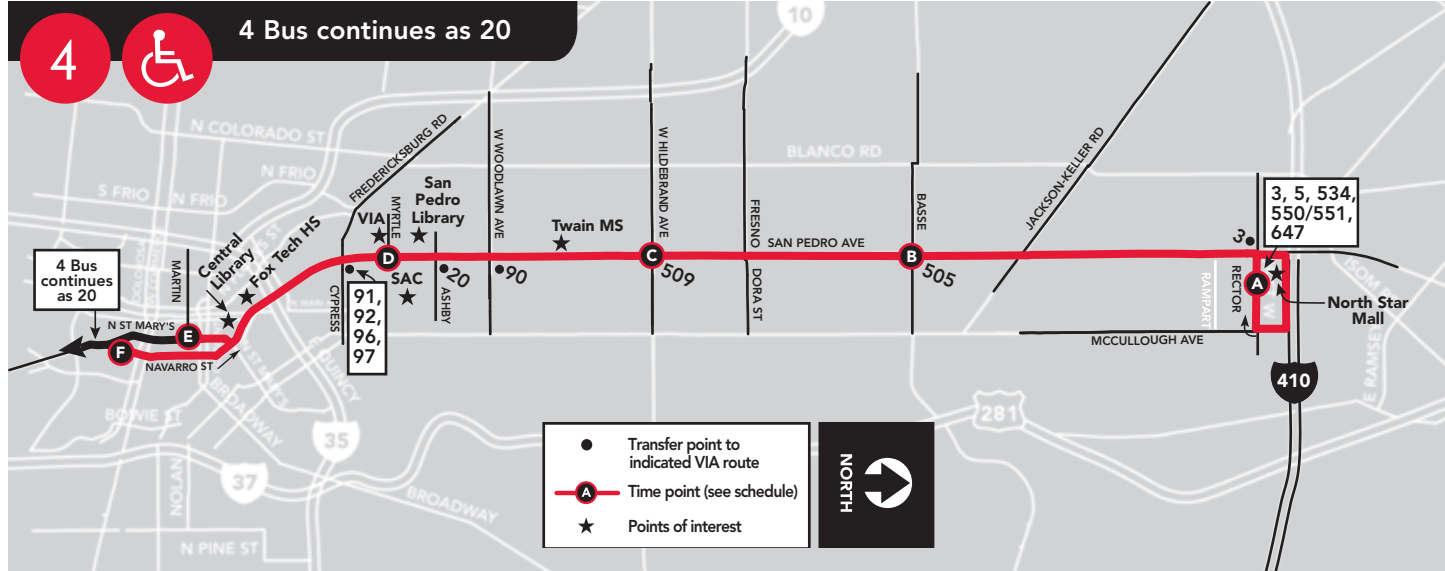 4
4 Bus continues as 20
10
N COLORADO ST
N FRIO
S FRIO
N FRIO
FREDERICKSBURG RD
BLANCO RD
JACKSON-KELLER RD
W WOODLAWN AVE
W HILDEBRAND AVE
FRESNO
BASSE
San
Pedro
Library
VIA
MYRTLE
Twain MS
SAN PEDRO AVE
3, 5, 534,
550/551,
647
3
Central
Library
Fox Tech HS
MARTIN
4 Bus
continues
as 20
N ST MARY'S
E
F
NAVARRO ST
D
SAC
20
ASHBY
90
C
509
DORA ST
B
505
RAMPART
RECTOR
A
North Star
Mall
MCCULLOUGH AVE
CYPRESS
91,
92,
96,
97
N MAIN
N ST MARY'S
E QUINCY
BROADWAY
BOWIE ST
NOLAN
35
37
BROADWAY
N PINE ST
281
410
E RAMSEY
Transfer point to
indicated VIA route
A
Time point (see schedule)
Points of interest
NORTH